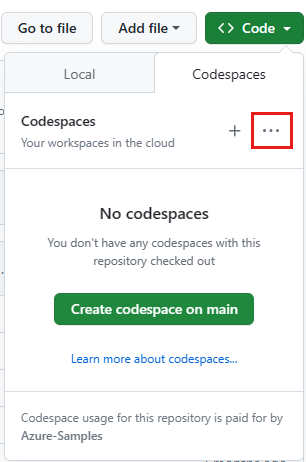 Go to file
Add file
Code
Local
Codespaces
Codespaces
Your workspaces in the cloud
No codespaces
You don't have any codespaces with this
repository checked out
Create codespace on main
Learn more about codespaces...
Codespace usage for this repository is paid for by
Azure-Samples